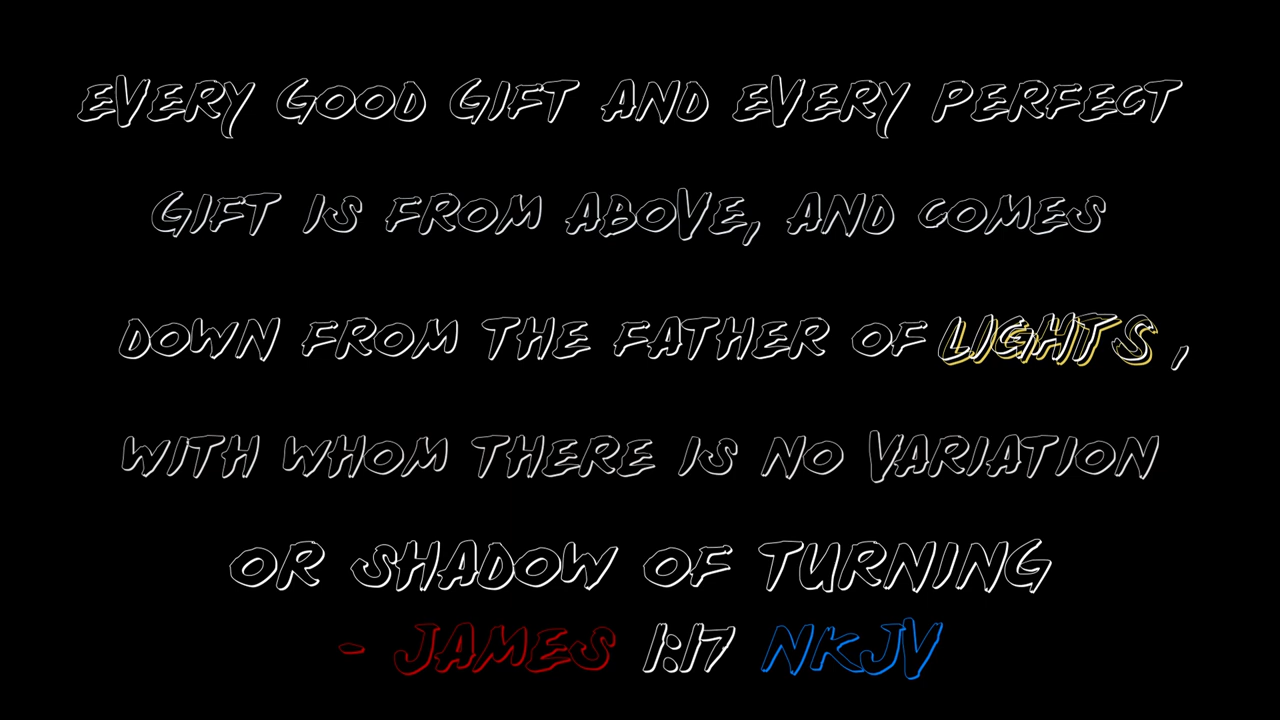 EVERY GOOD GIFT AND EVERY PERFECT
GIFT IS FROM ABOVE, AND COMES
DOWN FROM THE FATHER OF LIGHTS ,
WITH WHOM THERE IS NO VARIATION
OR SHADOW OF TURNING
- JAMES 1:17 NKJV